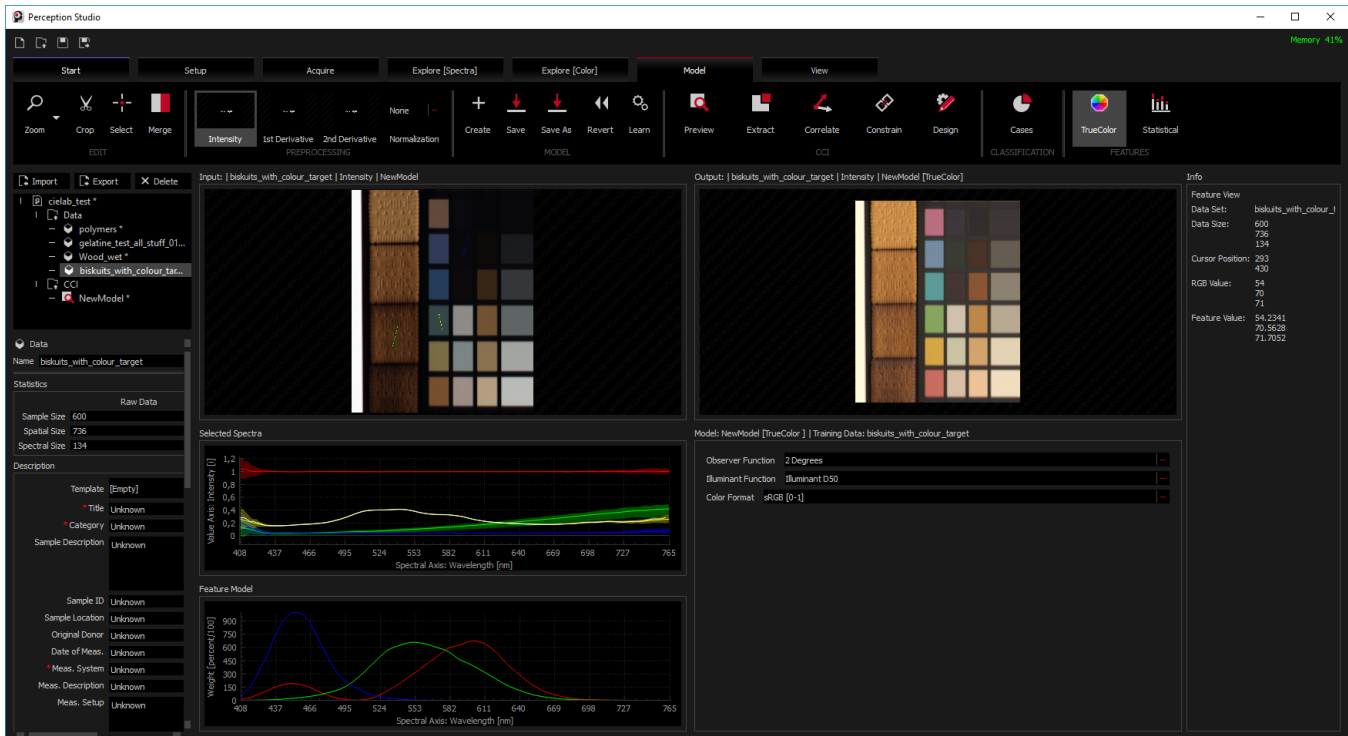 Perception Studio
Memory 41%
Start Setup Acquire Explore [Spectra] Explore [Color] Model View
None
Zoom Crop Select Merge Intensity 1st Derivative 2nd Derivative Normalization Create Save Save As Revert Learn Preview Extract Correlate Constrain Design Cases TrueColor Statistical
EDIT PREPROCESSING MODEL CCI CLASSIFICATION FEATURES
Import Export Delete
cielab_test *
Data
polymers *
gelatine_test_all_stuff_01...
Wood_wet *
biskuits_with_colour_tar...
CCI
NewModel *
Data
Name biskuits_with_colour_target
Statistics
Raw Data
Sample Size 600
Spatial Size 736
Spectral Size 134
Description
Template [Empty]
*Title Unknown
*Category Unknown
Sample Description Unknown
Sample ID Unknown
Sample Location Unknown
Original Donor Unknown
Date of Meas. Unknown
*Meas. System Unknown
Meas. Description Unknown
Meas. Setup Unknown
Input: | biskuits_with_colour_target | Intensity | NewModel
Selected Spectra
Value Axis: Intensity [i]
1,2
1
0,8
0,6
0,4
0,2
0
408 437 466 495 524 553 582 611 640 669 698 727 765
Spectral Axis: Wavelength [nm]
Feature Model
Weight [percent/100]
900
750
600
450
300
150
0
408 437 466 495 524 553 582 611 640 669 698 727 765
Spectral Axis: Wavelength [nm]
Output: | biskuits_with_colour_target | Intensity | NewModel [TrueColor]
Model: NewModel [TrueColor ] | Training Data: biskuits_with_colour_target
Observer Function 2 Degrees
Illuminant Function Illuminant D50
Color Format sRGB [0-1]
Info
Feature View
Data Set: biskuits_with_colour_t
Data Size: 600
736
134
Cursor Position: 293
430
RGB Value: 54
70
71
Feature Value: 54.2341
70.5628
71.7052